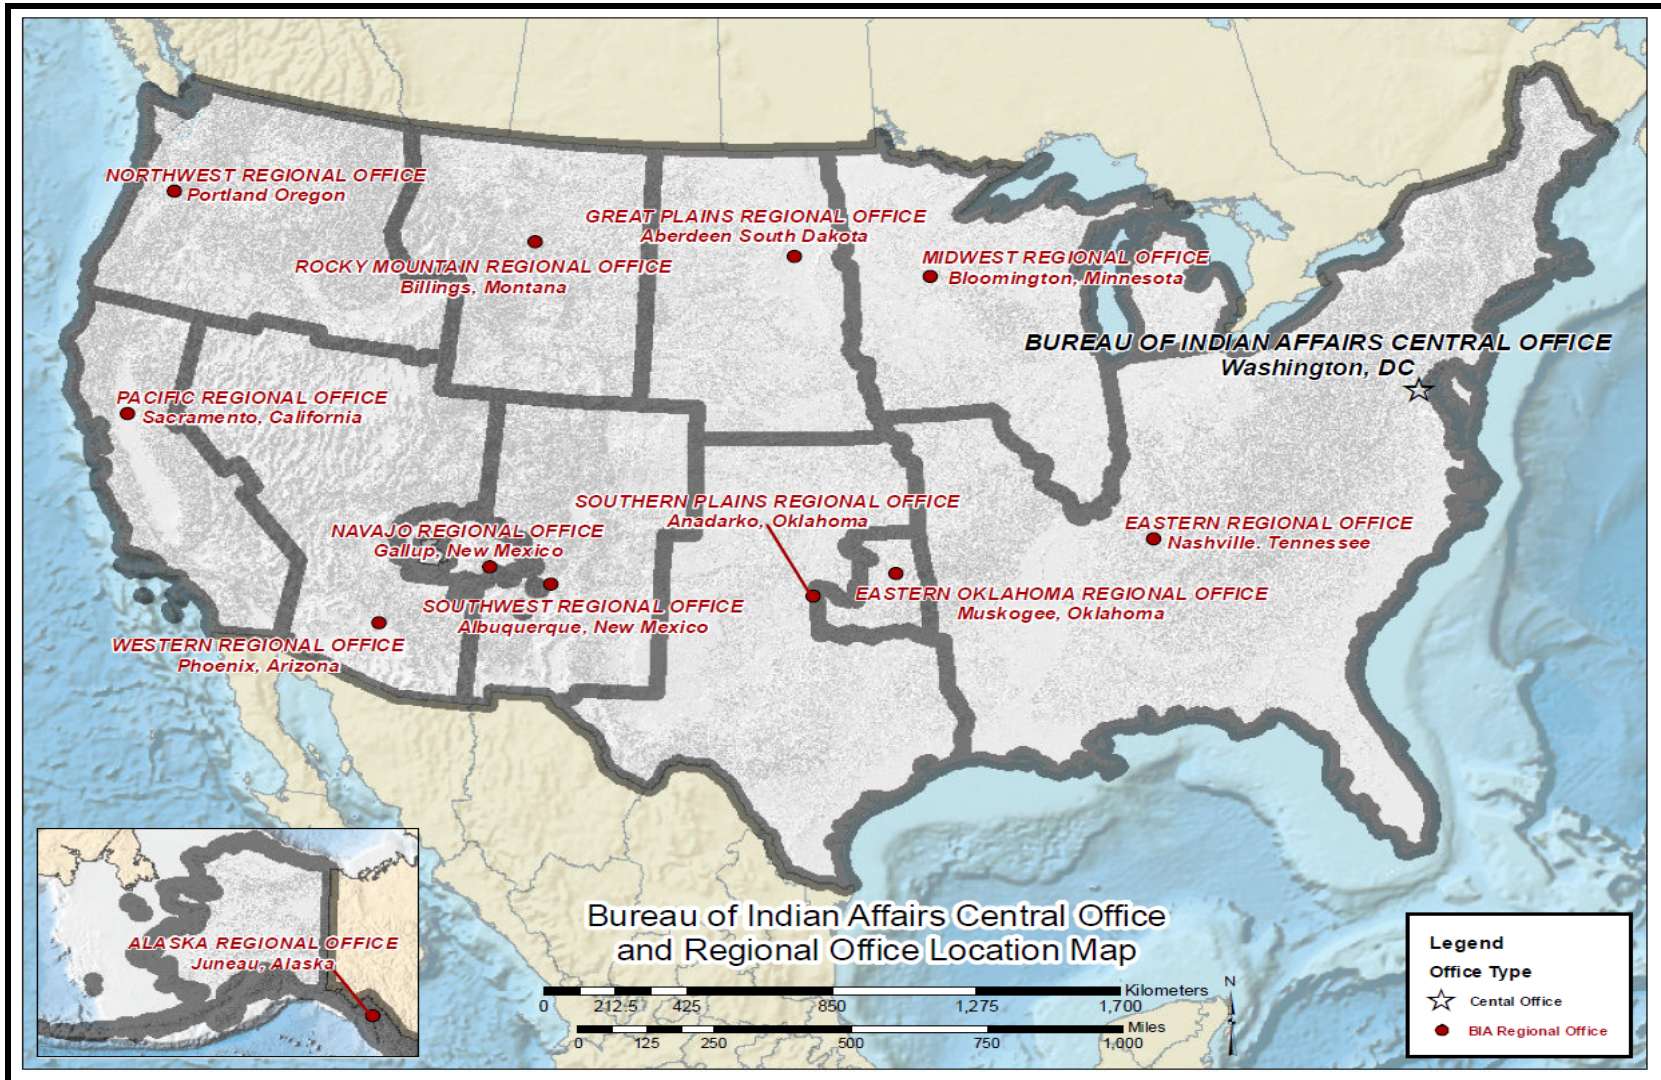 NORTHWEST REGIONAL OFFICE
Portland Oregon
GREAT PLAINS REGIONAL OFFICE
Aberdeen South Dakota
ROCKY MOUNTAIN REGIONAL OFFICE
Billings, Montana
MIDWEST REGIONAL OFFICE
Bloomington, Minnesota
BUREAU OF INDIAN AFFAIRS CENTRAL OFFICE
Washington, DC
PACIFIC REGIONAL OFFICE
Sacramento, California
SOUTHERN PLAINS REGIONAL OFFICE
Anadarko, Oklahoma
NAVAJO REGIONAL OFFICE
Gallup, New Mexico
EASTERN REGIONAL OFFICE
Nashville. Tennessee
SOUTHWEST REGIONAL OFFICE
Albuquerque, New Mexico
EASTERN OKLAHOMA REGIONAL OFFICE
Muskogee, Oklahoma
WESTERN REGIONAL OFFICE
Phoenix, Arizona
ALASKA REGIONAL OFFICE
Juneau, Alaska
Bureau of Indian Affairs Central Office
and Regional Office Location Map
Kilometers
0 212.5 425 850 1,275 1,700
Miles
0 125 250 500 750 1,000
N
Legend
Office Type
Cental Office
BIA Regional Office